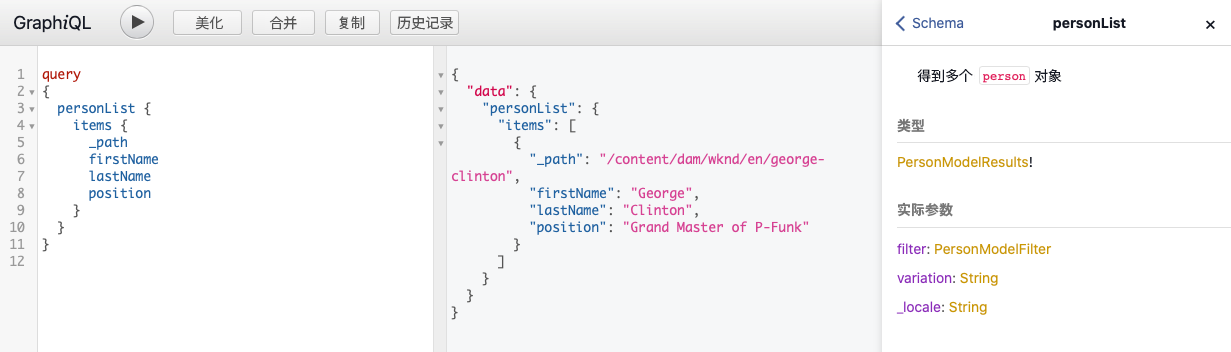 GraphiQL 美化 合并 复制 历史记录
1 query
2 {
3 personList {
4 items {
5 _path
6 firstName
7 lastName
8 position
9 }
10 }
11 }
12
{
"data": {
"personList": {
"items": [
{
"_path": "/content/dam/wknd/en/george-
clinton",
"firstName": "George",
"lastName": "Clinton",
"position": "Grand Master of P-Funk"
}
]
}
}
}
Schema personList ×
得到多个 person 对象
类型
PersonModelResults!
实际参数
filter: PersonModelFilter
variation: String
_locale: String